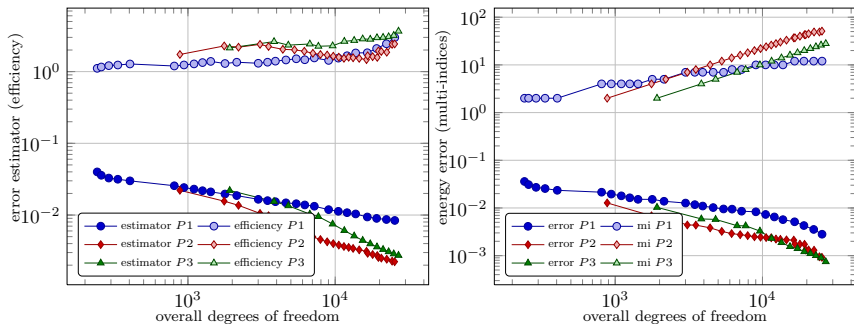 error estimator (efficiency)
10^0
10^−1
10^−2
10^3
10^4
overall degrees of freedom
estimator P1
efficiency P1
estimator P2
efficiency P2
estimator P3
efficiency P3
energy error (multi-indices)
10^2
10^1
10^0
10^−1
10^−2
10^−3
10^3
10^4
overall degrees of freedom
error P1
mi P1
error P2
mi P2
error P3
mi P3